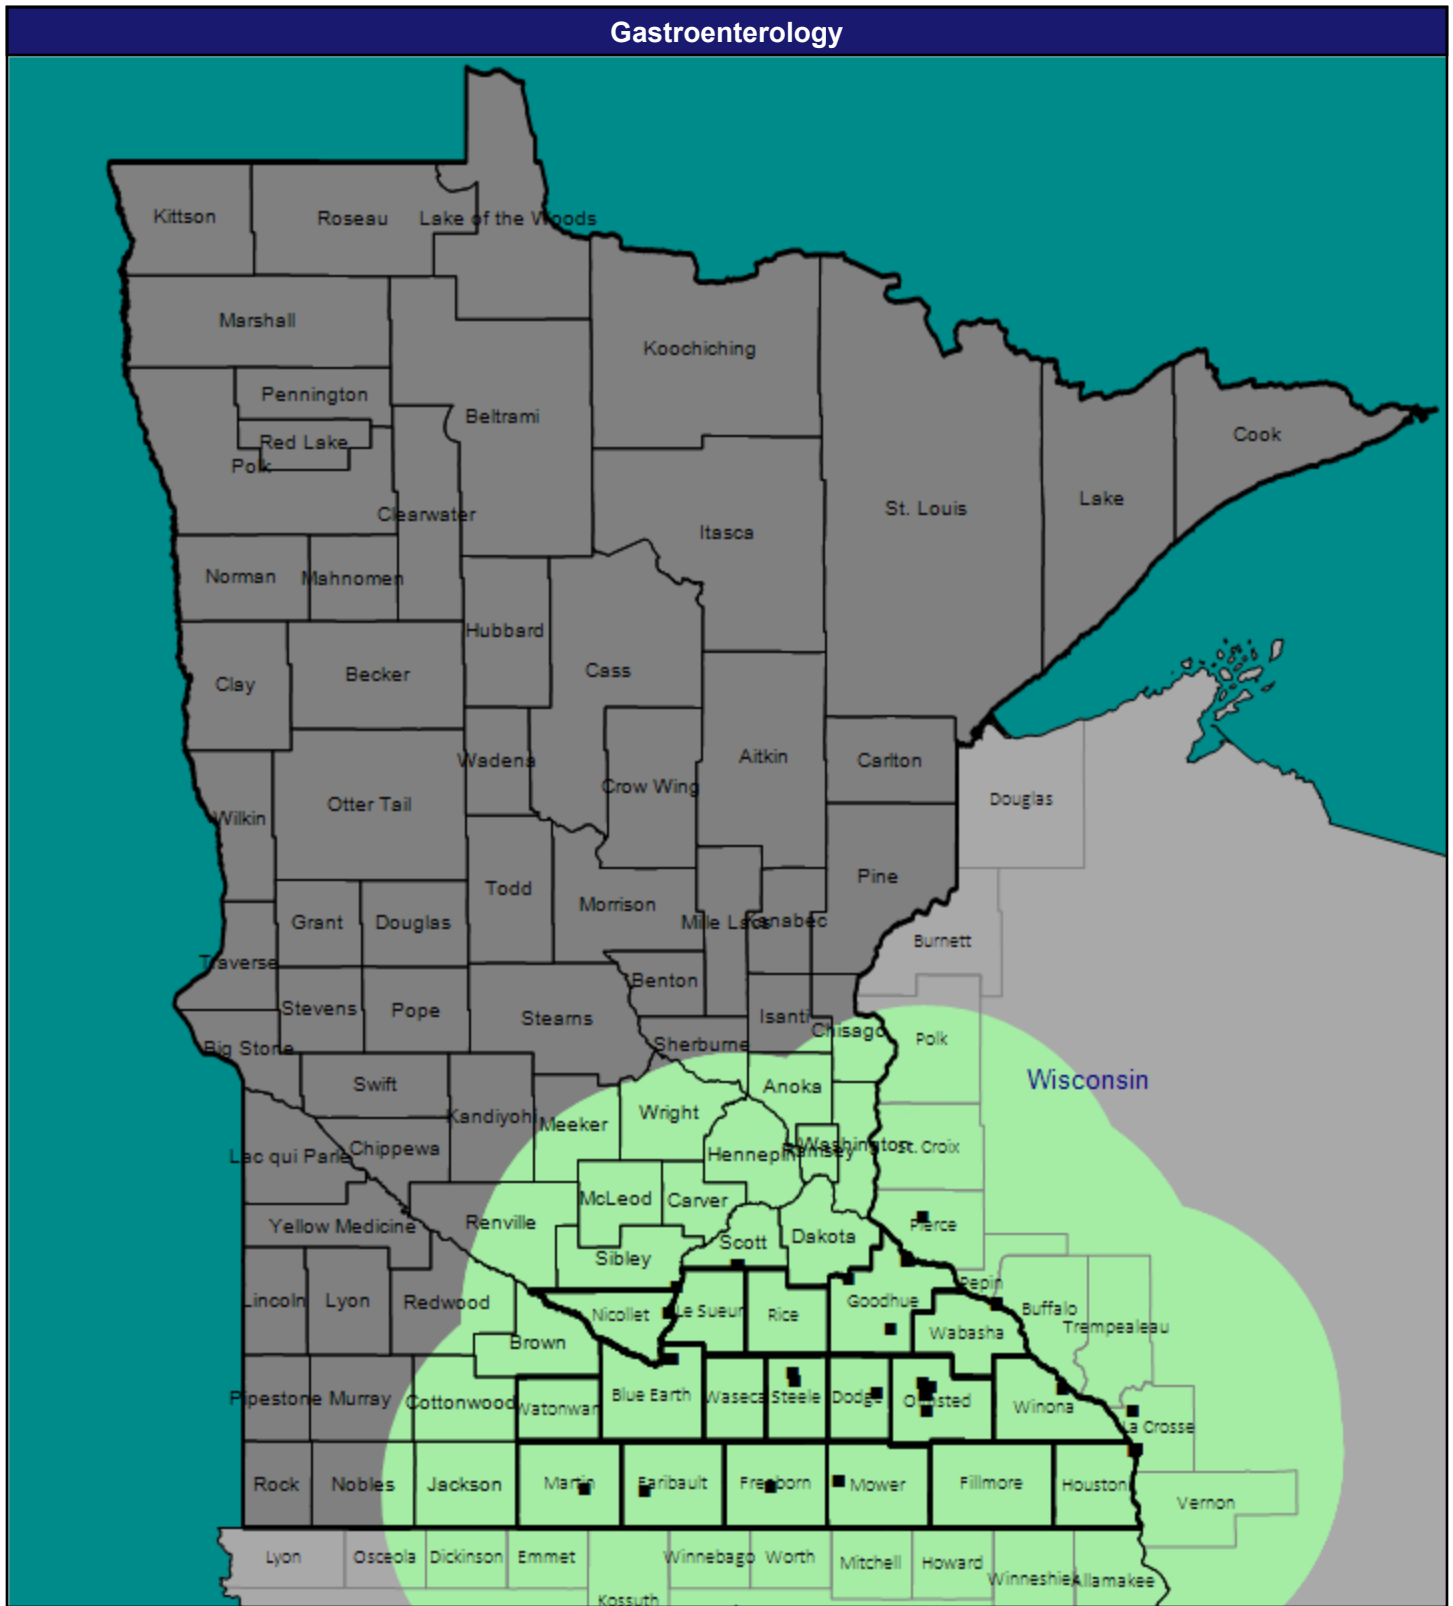 Gastroenterology
Kittson
Roseau
Lake of the Woods
Marshall
Koochiching
Pennington
Beltrami
Red Lake
Cook
Polk
Lake
St. Louis
Clearwater
Itasca
Norman
Mahnomen
Hubbard
Cass
Becker
Clay
Aitkin
Wadena
Carlton
Crow Wing
Douglas
Otter Tail
Wilkin
Pine
Todd
Morrison
Grant
Douglas
Mille Lacs
Kanabec
Burnett
Traverse
Benton
Stevens
Pope
Stearns
Isanti
Chisago
Polk
Sherburne
Big Stone
Swift
Anoka
Wisconsin
Kandiyohi
Wright
Meeker
Chippewa
Washington
St. Croix
Lac qui Parle
Hennepin
Ramsey
McLeod
Carver
Yellow Medicine
Renville
Pierce
Dakota
Scott
Sibley
Pepin
Lincoln
Lyon
Redwood
Goodhue
Buffalo
Nicollet
Le Sueur
Rice
Trempealeau
Wabasha
Brown
Pipestone
Murray
Cottonwood
Blue Earth
Waseca
Steele
Dodge
Olmsted
Winona
Watonwan
La Crosse
Rock
Nobles
Jackson
Martin
Faribault
Freeborn
Mower
Fillmore
Houston
Vernon
Lyon
Osceola
Dickinson
Emmet
Winnebago
Worth
Mitchell
Howard
Winneshiek
Allamakee
Kossuth